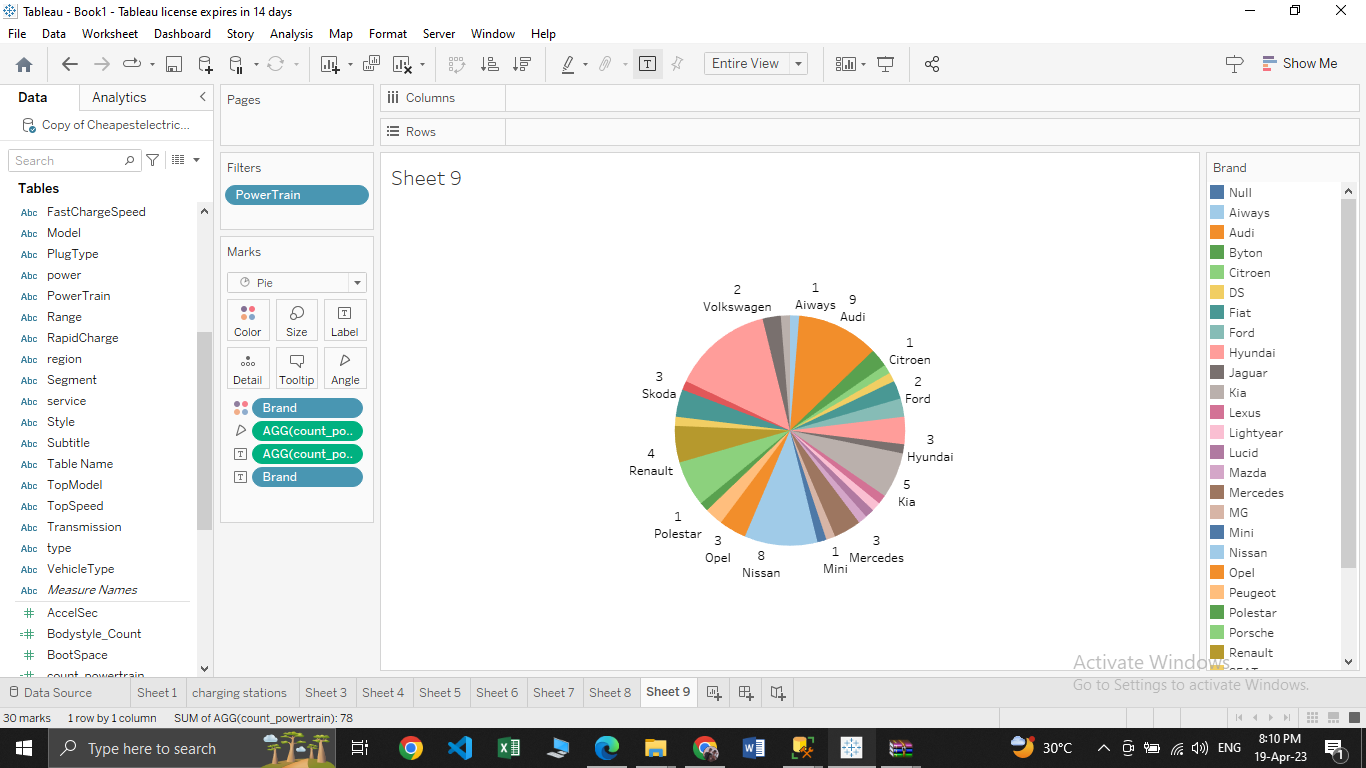 Tableau - Book1 - Tableau license expires in 14 days
File Data Worksheet Dashboard Story Analysis Map Format Server Window Help
Entire View
Show Me
Data
Analytics
Copy of Cheapestelectric...
Search
Tables
Abc FastChargeSpeed
Abc Model
Abc PlugType
Abc power
Abc PowerTrain
Abc Range
Abc RapidCharge
Abc region
Abc Segment
Abc service
Abc Style
Abc Subtitle
Abc Table Name
Abc TopModel
Abc TopSpeed
Abc Transmission
Abc type
Abc VehicleType
Abc Measure Names
# AccelSec
=# Bodystyle_Count
# BootSpace
=# count_powertrain
Pages
Filters
PowerTrain
Marks
Pie
Color
Size
Label
Detail
Tooltip
Angle
Brand
AGG(count_po..
AGG(count_po..
Brand
Columns
Rows
Sheet 9
2
Volkswagen
1
Aiways
9
Audi
1
Citroen
2
Ford
3
Hyundai
5
Kia
3
Mercedes
1
Mini
8
Nissan
3
Opel
1
Polestar
4
Renault
3
Skoda
Brand
Null
Aiways
Audi
Byton
Citroen
DS
Fiat
Ford
Hyundai
Jaguar
Kia
Lexus
Lightyear
Lucid
Mazda
Mercedes
MG
Mini
Nissan
Opel
Peugeot
Polestar
Porsche
Renault
SEAT
Activate Windows
Go to Settings to activate Windows.
Data Source
Sheet 1
charging stations
Sheet 3
Sheet 4
Sheet 5
Sheet 6
Sheet 7
Sheet 8
Sheet 9
30 marks
1 row by 1 column
SUM of AGG(count_powertrain): 78
Type here to search
30°C
ENG
8:10 PM
19-Apr-23
1